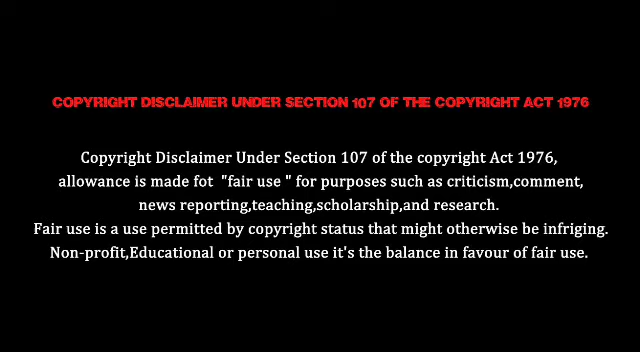 COPYRIGHT DISCLAIMER UNDER SECTION 107 OF THE COPYRIGHT ACT 1976
Copyright Disclaimer Under Section 107 of the copyright Act 1976,
allowance is made fot  "fair use " for purposes such as criticism,comment,
news reporting,teaching,scholarship,and research.
Fair use is a use permitted by copyright status that might otherwise be infriging.
Non-profit,Educational or personal use it's the balance in favour of fair use.